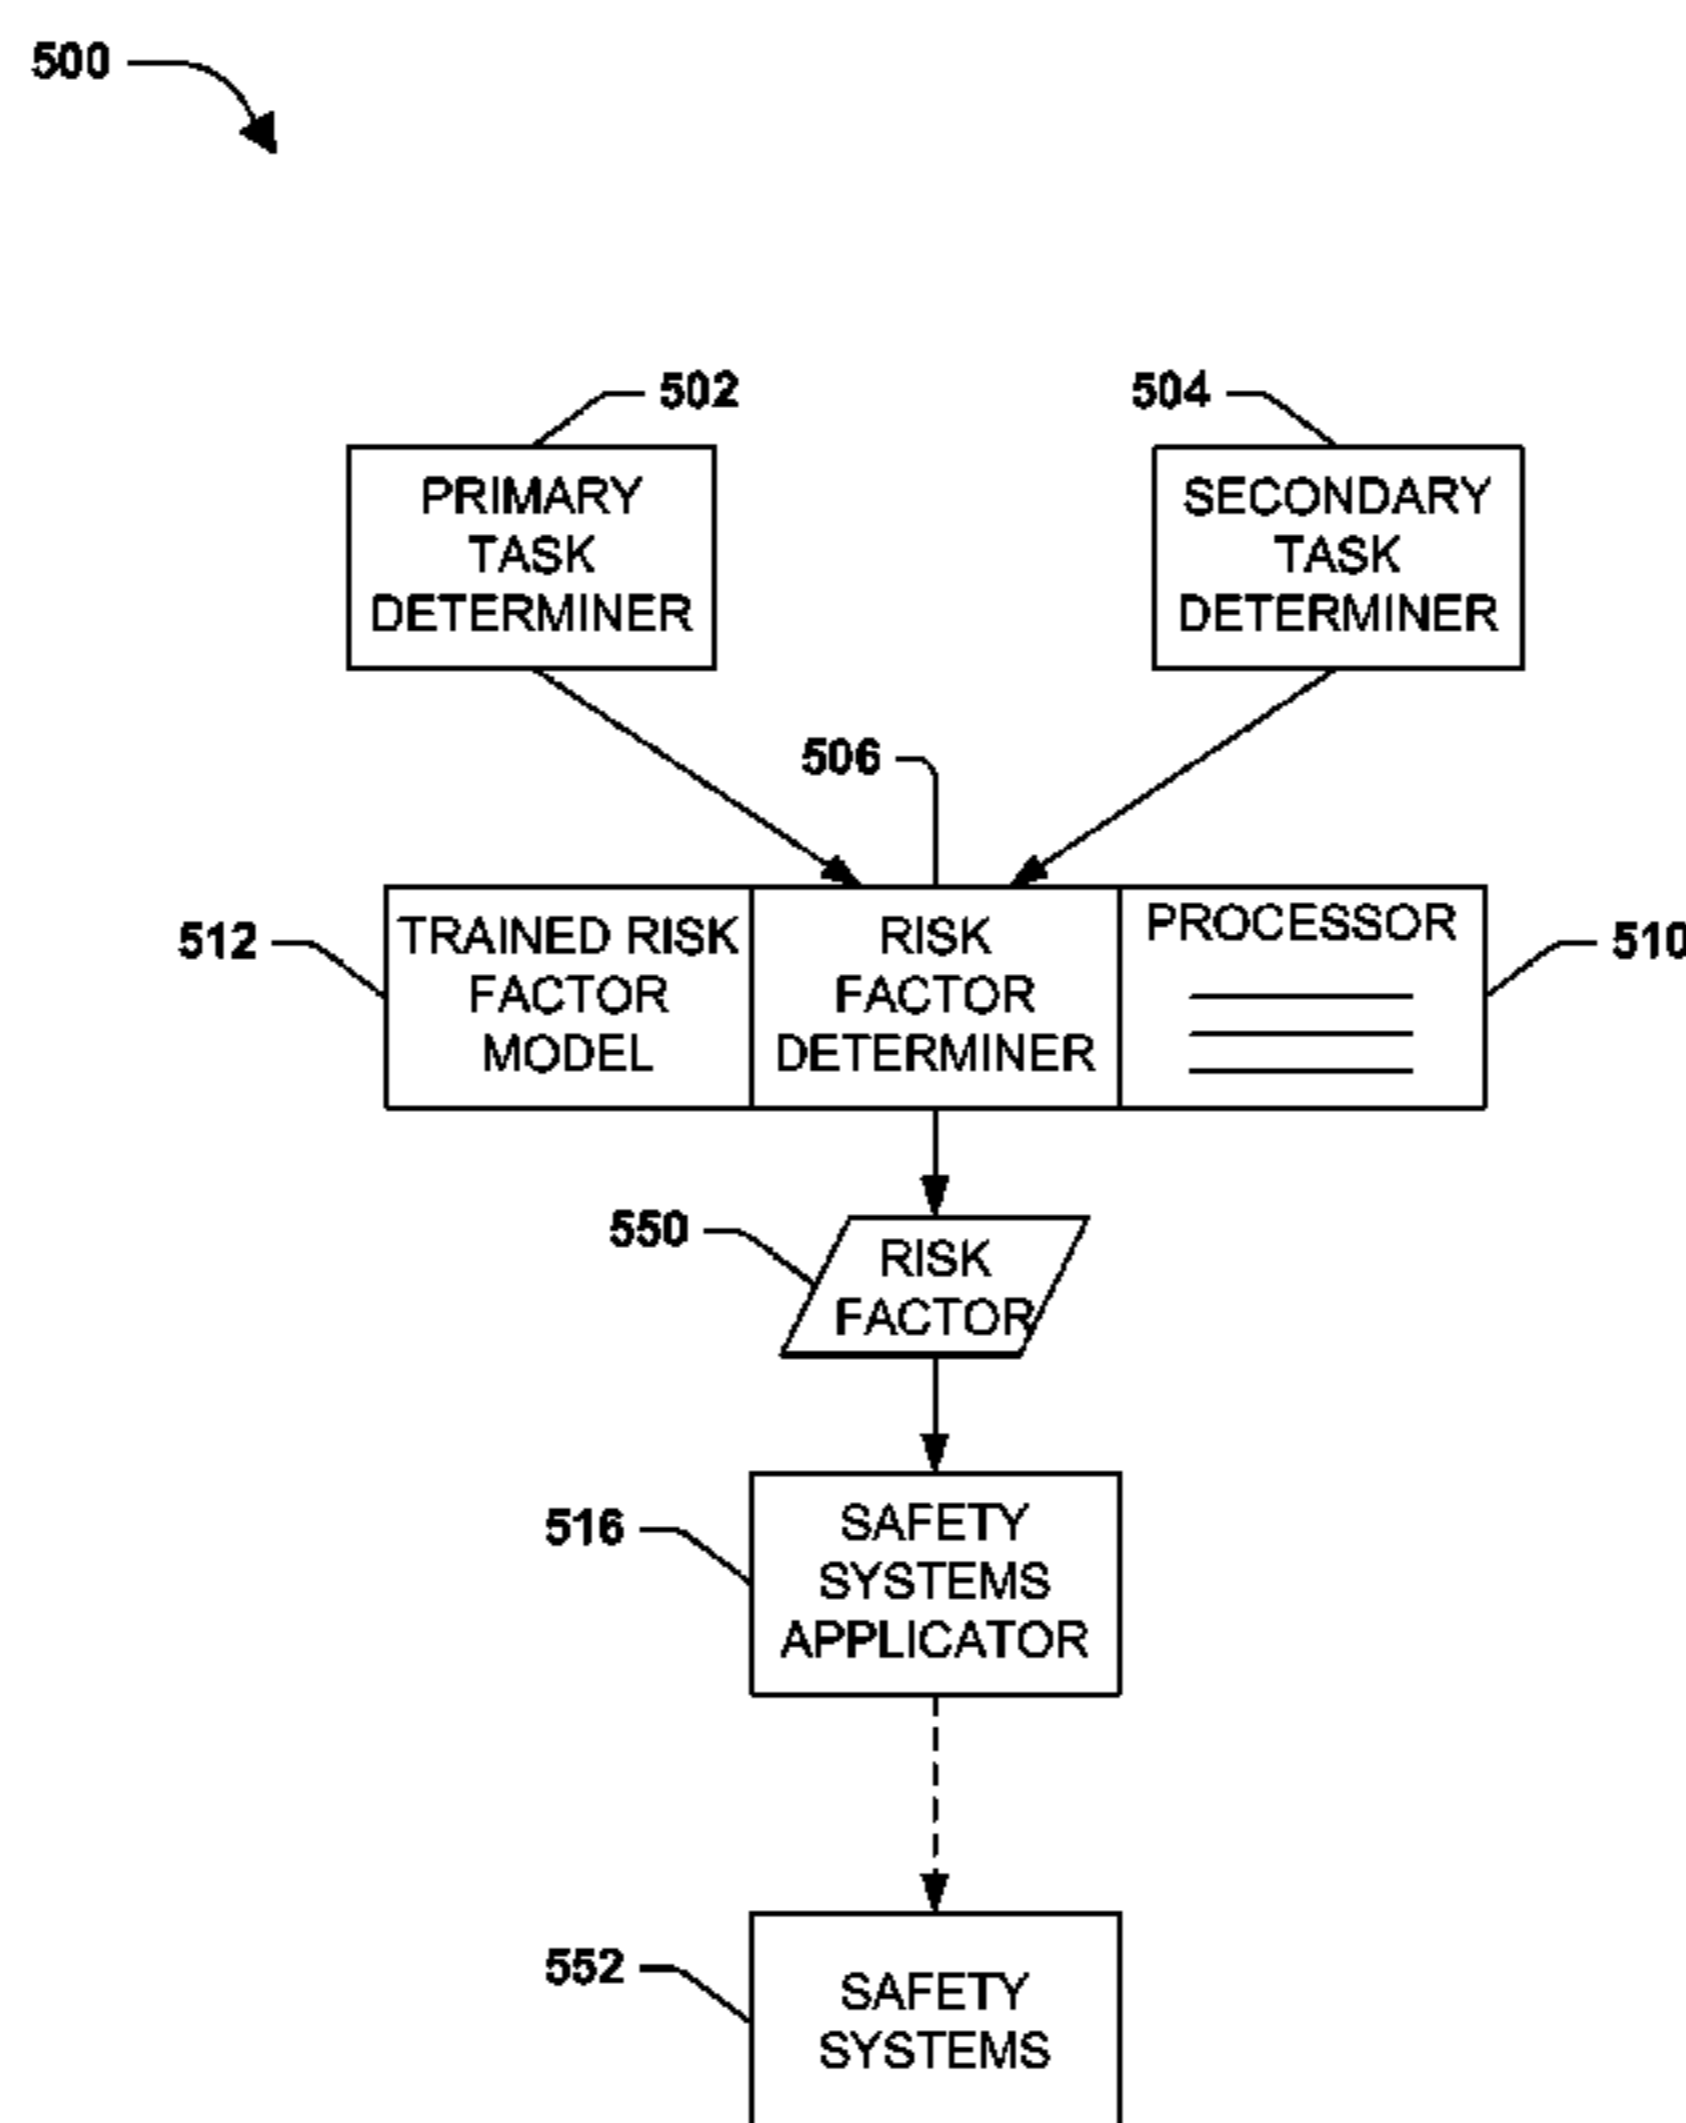 500
502
504
PRIMARY
TASK
DETERMINER
SECONDARY
TASK
DETERMINER
506
512
TRAINED RISK
FACTOR
MODEL
RISK
FACTOR
DETERMINER
PROCESSOR
510
550
RISK
FACTOR
516
SAFETY
SYSTEMS
APPLICATOR
552
SAFETY
SYSTEMS